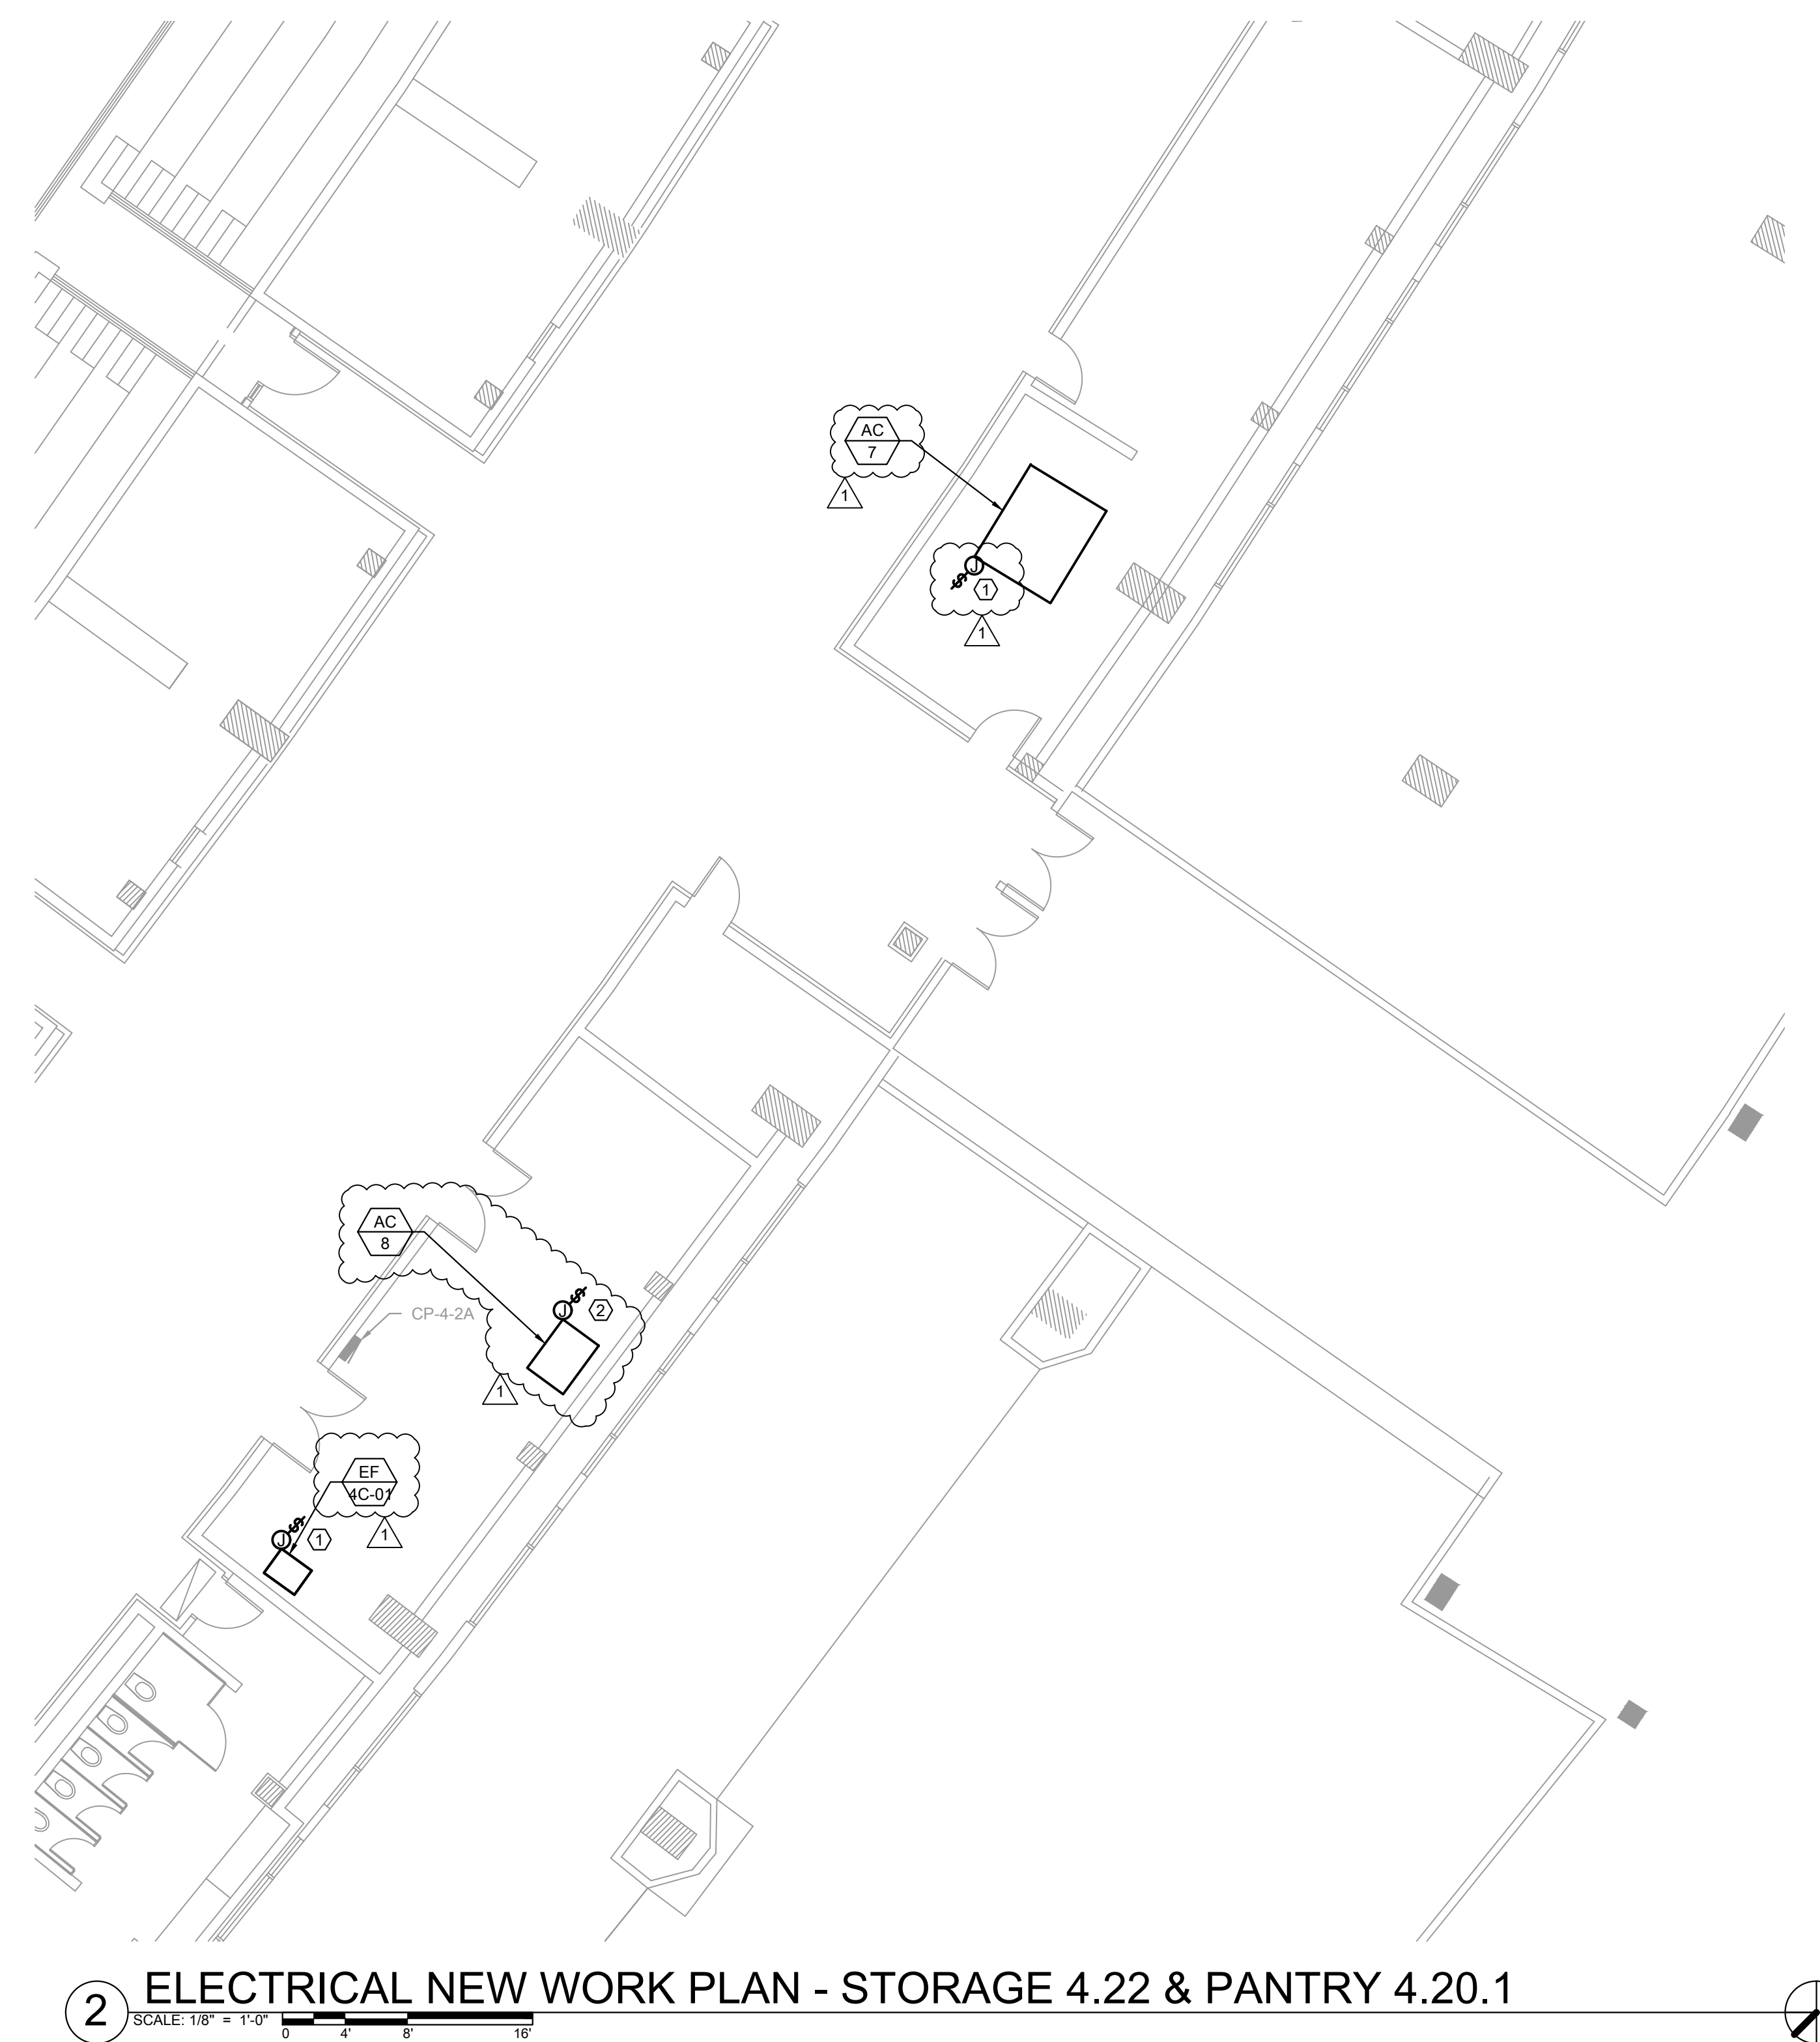 AC
7
1
J
$
1
1
AC
8
J
$
2
CP-4-2A
1
EF
4C-01
J
$
1
1
2
ELECTRICAL NEW WORK PLAN - STORAGE 4.22 & PANTRY 4.20.1
SCALE: 1/8" = 1'-0"
0 4' 8' 16'